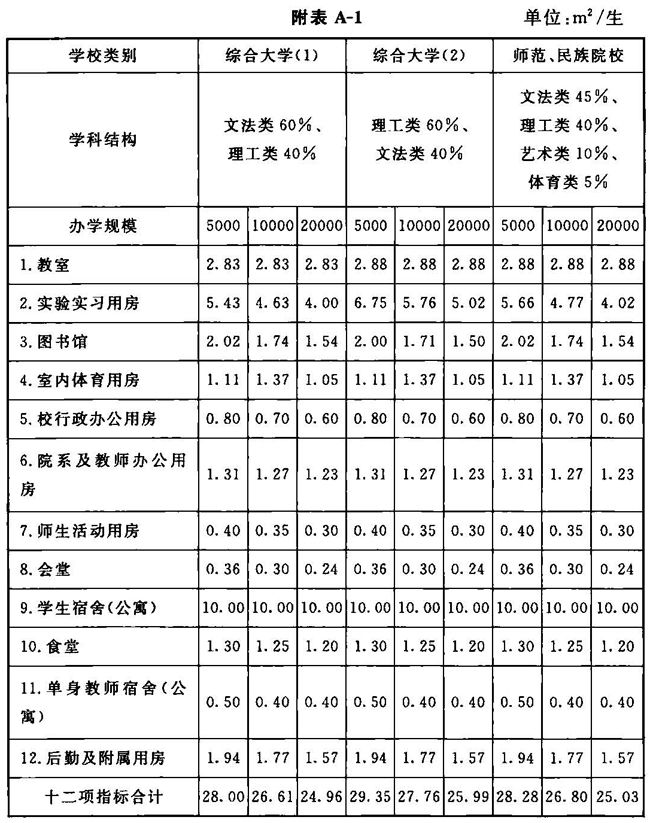 附表 A-1 单位:m²/生
学校类别 综合大学(1) 综合大学(2) 师范、民族院校
学科结构 文法类 60%、理工类 40% 理工类 60%、文法类 40% 文法类 45%、理工类 40%、艺术类 10%、体育类 5%
办学规模 5000 10000 20000 5000 10000 20000 5000 10000 20000
1.教室 2.83 2.83 2.83 2.88 2.88 2.88 2.88 2.88 2.88
2.实验实习用房 5.43 4.63 4.00 6.75 5.76 5.02 5.66 4.77 4.02
3.图书馆 2.02 1.74 1.54 2.00 1.71 1.50 2.02 1.74 1.54
4.室内体育用房 1.11 1.37 1.05 1.11 1.37 1.05 1.11 1.37 1.05
5.校行政办公用房 0.80 0.70 0.60 0.80 0.70 0.60 0.80 0.70 0.60
6.院系及教师办公用房 1.31 1.27 1.23 1.31 1.27 1.23 1.31 1.27 1.23
7.师生活动用房 0.40 0.35 0.30 0.40 0.35 0.30 0.40 0.35 0.30
8.会堂 0.36 0.30 0.24 0.36 0.30 0.24 0.36 0.30 0.24
9.学生宿舍(公寓) 10.00 10.00 10.00 10.00 10.00 10.00 10.00 10.00 10.00
10.食堂 1.30 1.25 1.20 1.30 1.25 1.20 1.30 1.25 1.20
11.单身教师宿舍(公寓) 0.50 0.40 0.40 0.50 0.40 0.40 0.50 0.40 0.40
12.后勤及附属用房 1.94 1.77 1.57 1.94 1.77 1.57 1.94 1.77 1.57
十二项指标合计 28.00 26.61 24.96 29.35 27.76 25.99 28.28 26.80 25.03